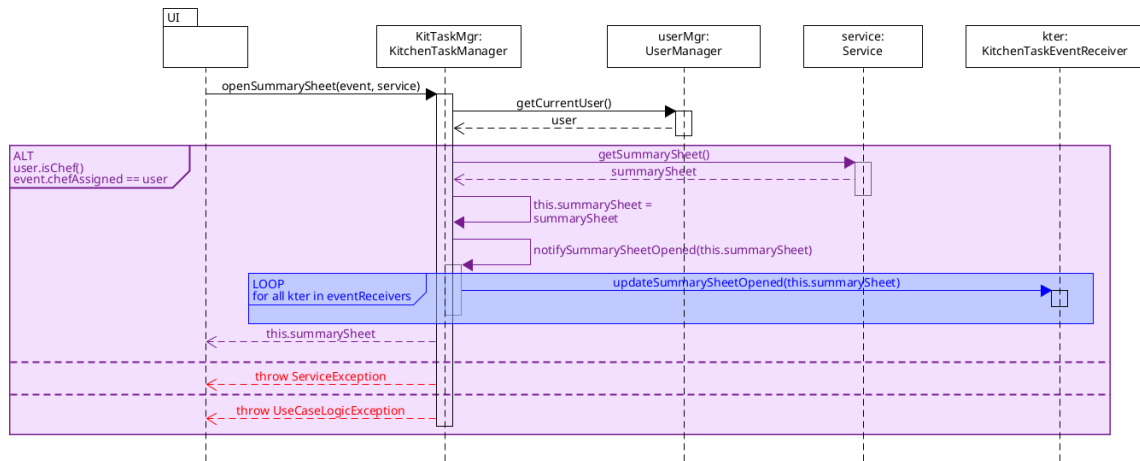 UI
KitTaskMgr:
KitchenTaskManager
userMgr:
UserManager
service:
Service
kter:
KitchenTaskEventReceiver
openSummarySheet(event, service)
getCurrentUser()
user
ALT
user.isChef()
event.chefAssigned == user
getSummarySheet()
summarySheet
this.summarySheet =
summarySheet
notifySummarySheetOpened(this.summarySheet)
LOOP
for all kter in eventReceivers
updateSummarySheetOpened(this.summarySheet)
this.summarySheet
throw ServiceException
throw UseCaseLogicException